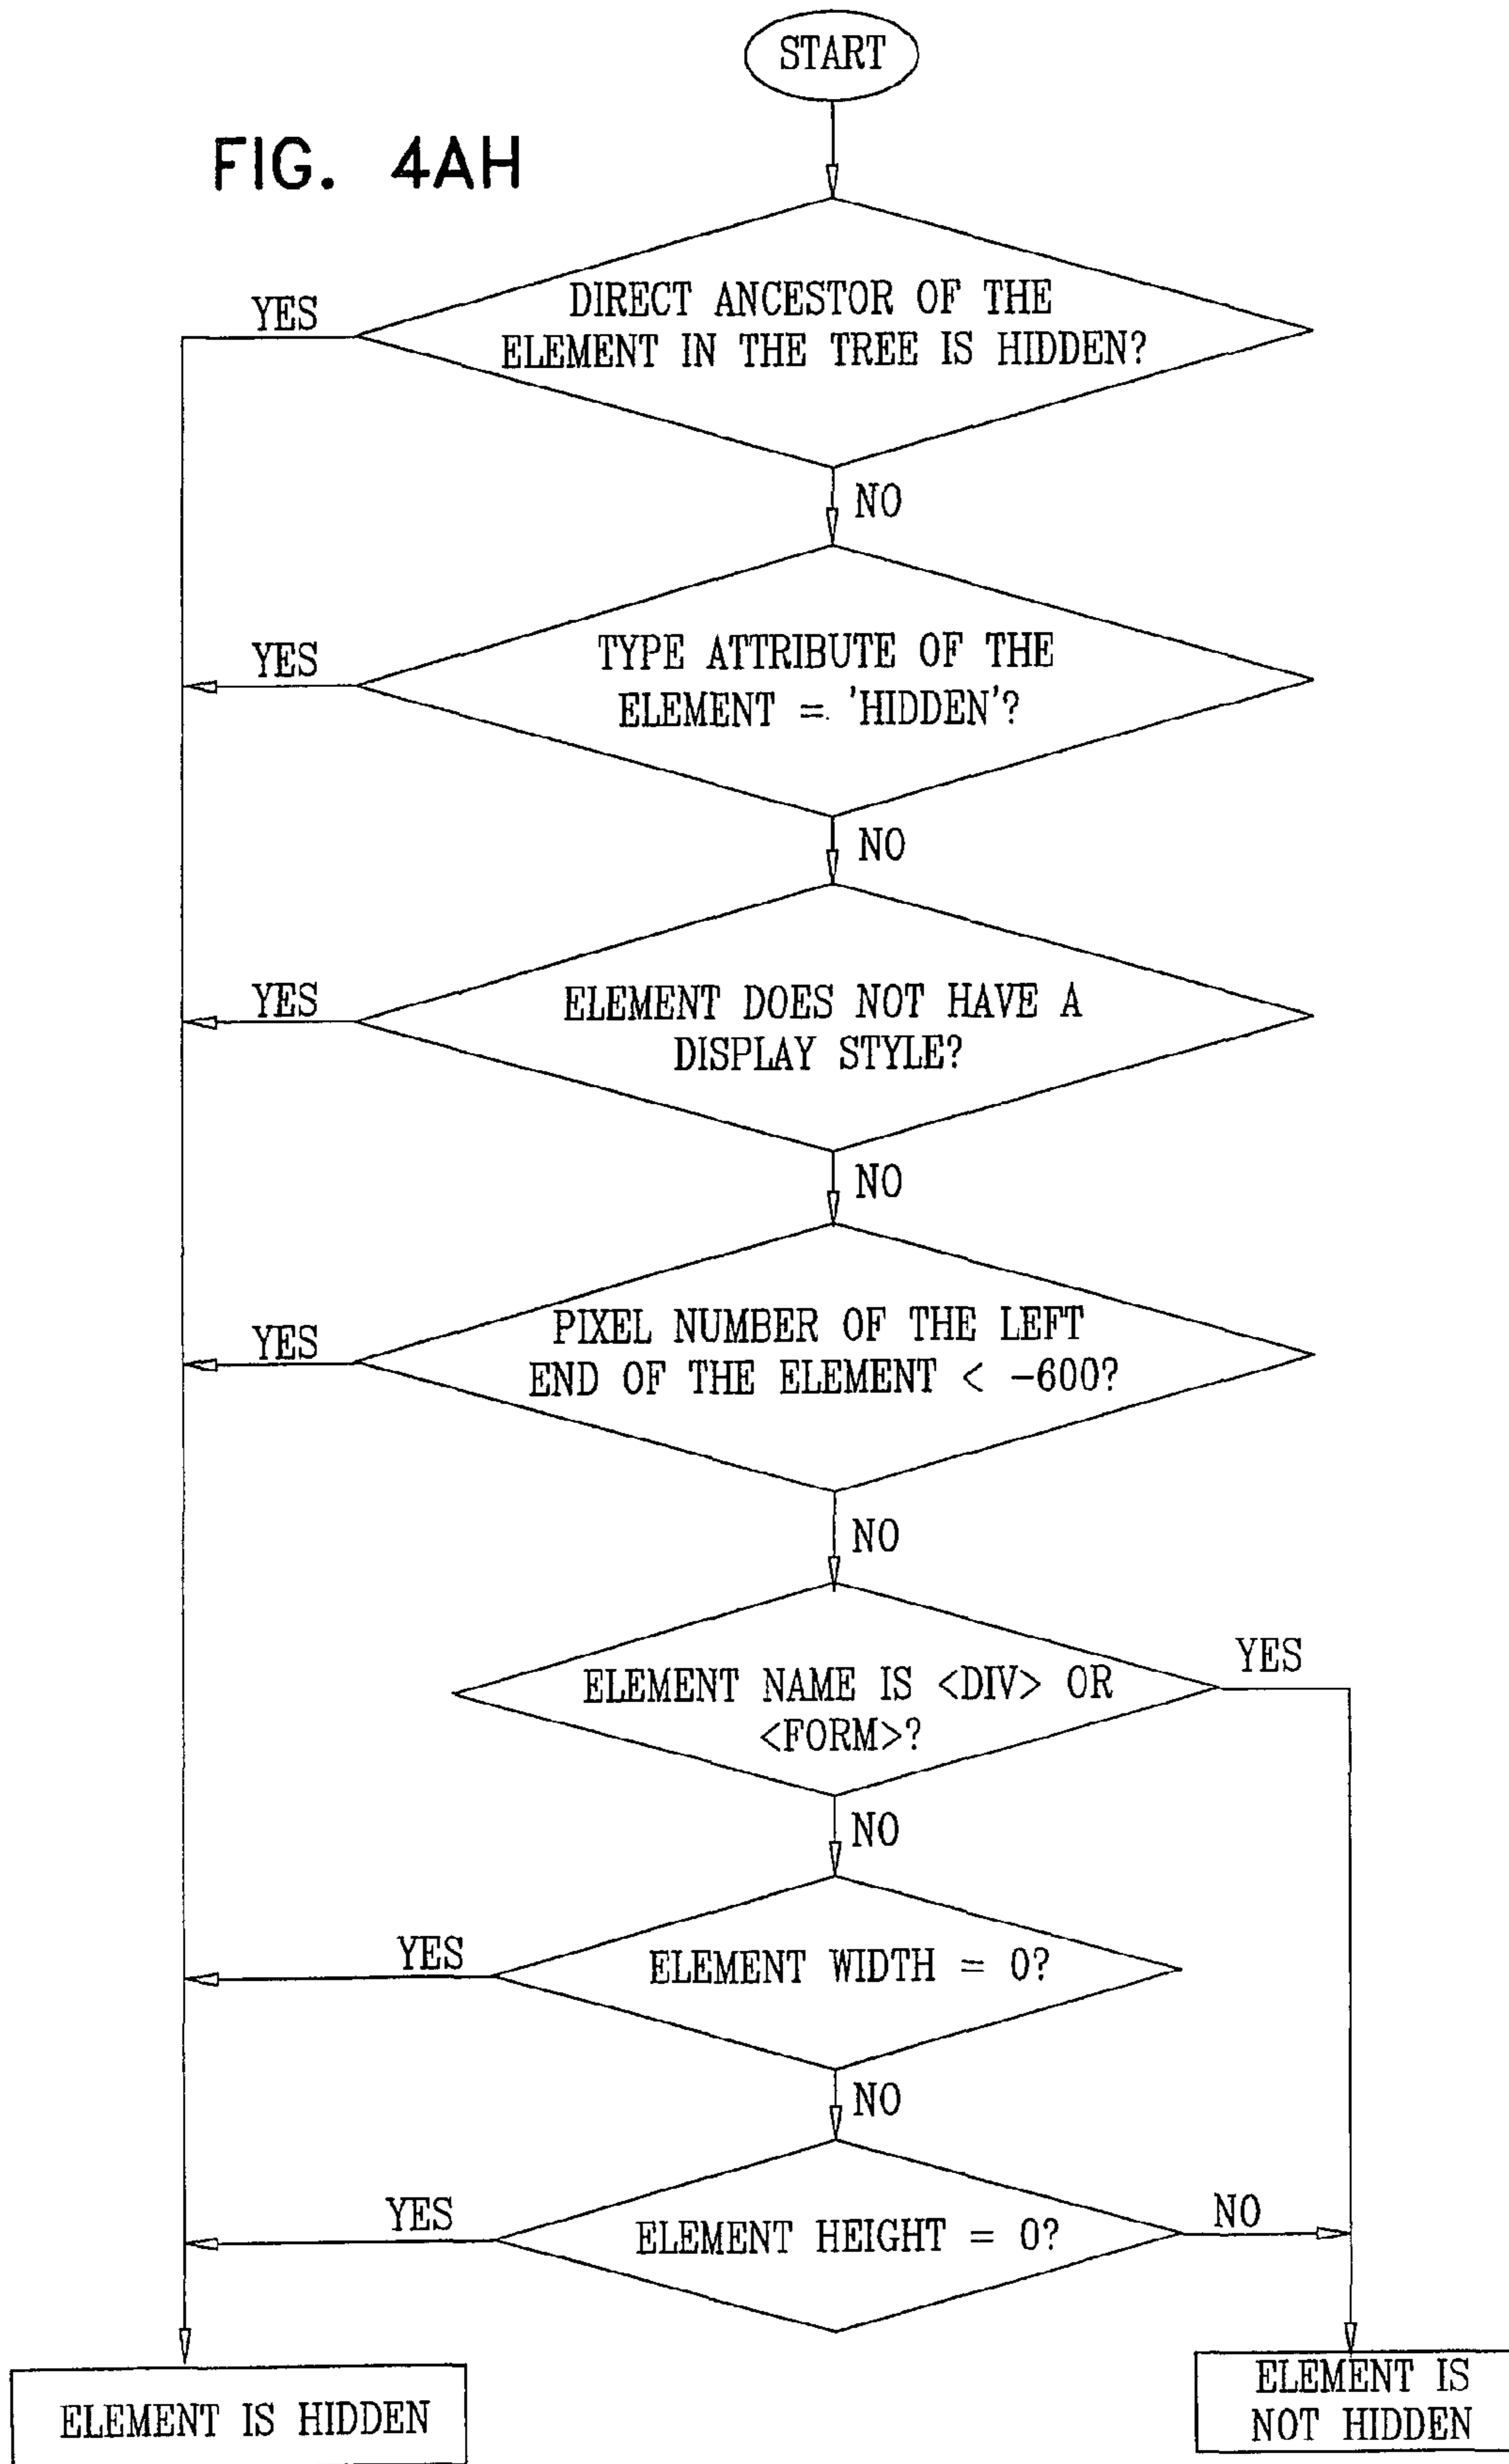 START
FIG. 4AH
DIRECT ANCESTOR OF THE
ELEMENT IN THE TREE IS HIDDEN?
YES
NO
TYPE ATTRIBUTE OF THE
ELEMENT = 'HIDDEN'?
YES
NO
ELEMENT DOES NOT HAVE A
DISPLAY STYLE?
YES
NO
PIXEL NUMBER OF THE LEFT
END OF THE ELEMENT < -600?
YES
NO
ELEMENT NAME IS <DIV> OR
<FORM>?
YES
NO
ELEMENT WIDTH = 0?
YES
NO
ELEMENT HEIGHT = 0?
YES
NO
ELEMENT IS HIDDEN
ELEMENT IS
NOT HIDDEN